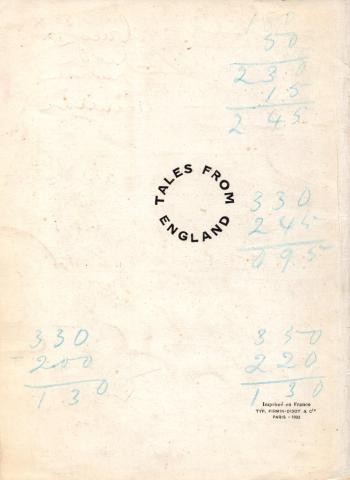 50
230
15
245
TALES FROM
ENGLAND
330
245
095
330
200
130
350
220
130
Imprimé en France
TYP. FIRMIN-DIDOT & Cie
PARIS